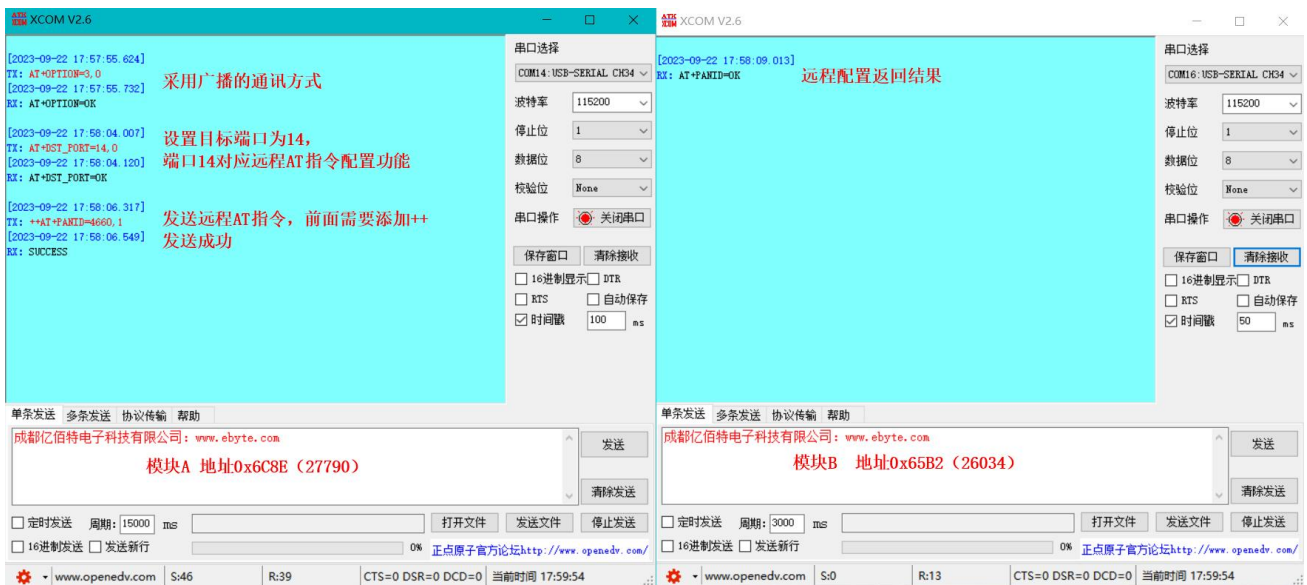 XCOM V2.6
[2023-09-22 17:57:55.624]
TX: AT+OPTION=3,0
[2023-09-22 17:57:55.732]
RX: AT+OPTION=OK
采用广播的通讯方式
[2023-09-22 17:58:04.007]
TX: AT+DST_PORT=14,0
[2023-09-22 17:58:04.120]
RX: AT+DST_PORT=OK
设置目标端口为14，
端口14对应远程AT指令配置功能
[2023-09-22 17:58:06.317]
TX: ++AT+PANID=4660,1
[2023-09-22 17:58:06.549]
RX: SUCCESS
发送远程AT指令，前面需要添加++
发送成功
串口选择
COM14:USB-SERIAL CH34
波特率 115200
停止位 1
数据位 8
校验位 None
串口操作 关闭串口
保存窗口 清除接收
16进制显示 DTR
RTS 自动保存
时间戳 100 ms
单条发送 多条发送 协议传输 帮助
成都亿佰特电子科技有限公司：www.ebyte.com
模块A 地址0x6C8E（27790）
发送
清除发送
定时发送 周期: 15000 ms 打开文件 发送文件 停止发送
16进制发送 发送新行 0% 正点原子官方论坛http://www.openedv.com/
www.openedv.com S:46 R:39 CTS=0 DSR=0 DCD=0 当前时间 17:59:54
XCOM V2.6
[2023-09-22 17:58:09.013]
RX: AT+PANID=OK
远程配置返回结果
串口选择
COM16:USB-SERIAL CH34
波特率 115200
停止位 1
数据位 8
校验位 None
串口操作 关闭串口
保存窗口 清除接收
16进制显示 DTR
RTS 自动保存
时间戳 50 ms
单条发送 多条发送 协议传输 帮助
成都亿佰特电子科技有限公司：www.ebyte.com
模块B 地址0x65B2（26034）
发送
清除发送
定时发送 周期: 3000 ms 打开文件 发送文件 停止发送
16进制发送 发送新行 0% 正点原子官方论坛http://www.openedv.com/
www.openedv.com S:0 R:13 CTS=0 DSR=0 DCD=0 当前时间 17:59:54